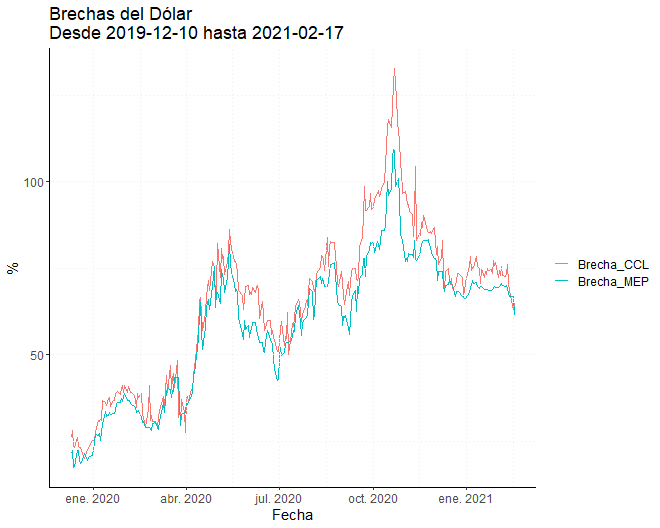 Brechas del Dólar
Desde 2019-12-10 hasta 2021-02-17
%
100
50
Brecha_CCL
Brecha_MEP
ene. 2020
abr. 2020
jul. 2020
oct. 2020
ene. 2021
Fecha